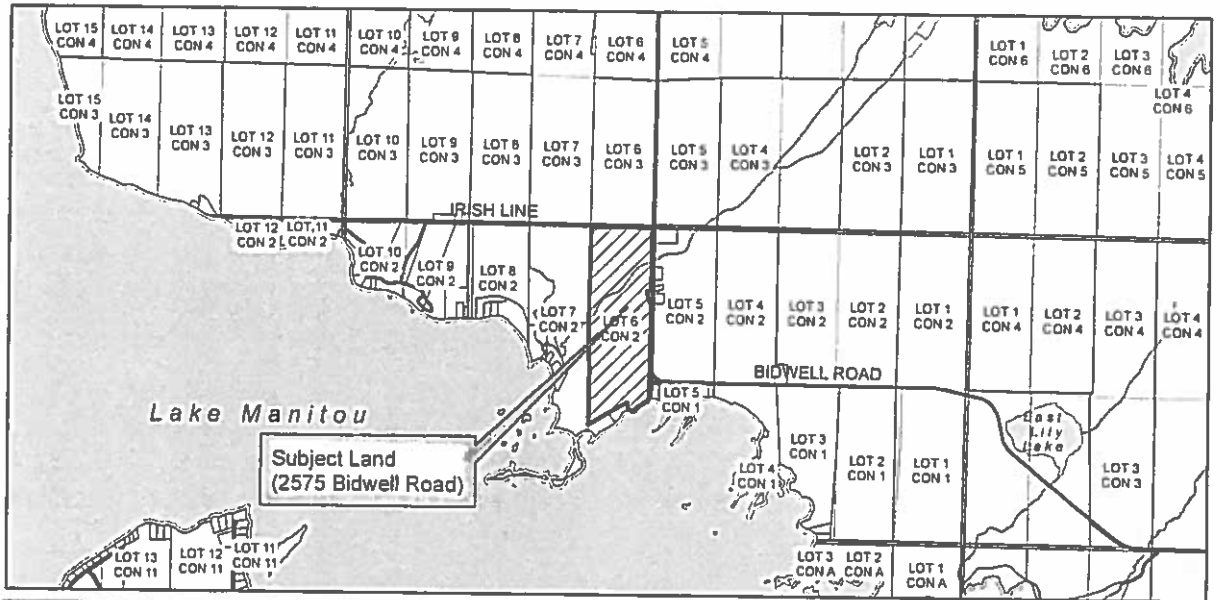 LOT 15
CON 4
LOT 14
CON 4
LOT 13
CON 4
LOT 12
CON 4
LOT 11
CON 4
LOT 10
CON 4
LOT 9
CON 4
LOT 8
CON 4
LOT 7
CON 4
LOT 6
CON 4
LOT 5
CON 4
LOT 1
CON 6
LOT 2
CON 6
LOT 3
CON 6
LOT 4
CON 6
LOT 15
CON 3
LOT 14
CON 3
LOT 13
CON 3
LOT 12
CON 3
LOT 11
CON 3
LOT 10
CON 3
LOT 9
CON 3
LOT 8
CON 3
LOT 7
CON 3
LOT 6
CON 3
LOT 5
CON 3
LOT 4
CON 3
LOT 2
CON 3
LOT 1
CON 3
LOT 1
CON 5
LOT 2
CON 5
LOT 3
CON 5
LOT 4
CON 5
IRISH LINE
LOT 12
CON 2
LOT 11
CON 2
LOT 10
CON 2
LOT 9
CON 2
LOT 8
CON 2
LOT 7
CON 2
LOT 6
CON 2
LOT 5
CON 2
LOT 4
CON 2
LOT 3
CON 2
LOT 2
CON 2
LOT 1
CON 2
LOT 1
CON 4
LOT 2
CON 4
LOT 3
CON 4
LOT 4
CON 4
BIDWELL ROAD
Lake Manitou
Subject Land
(2575 Bidwell Road)
LOT 5
CON 1
LOT 4
CON 1
LOT 3
CON 1
LOT 2
CON 1
LOT 1
CON 1
East
Lily
Lake
LOT 3
CON 3
LOT 13
CON 11
LOT 12
CON 11
LOT 11
CON 11
LOT 3
CON A
LOT 2
CON A
LOT 1
CON A